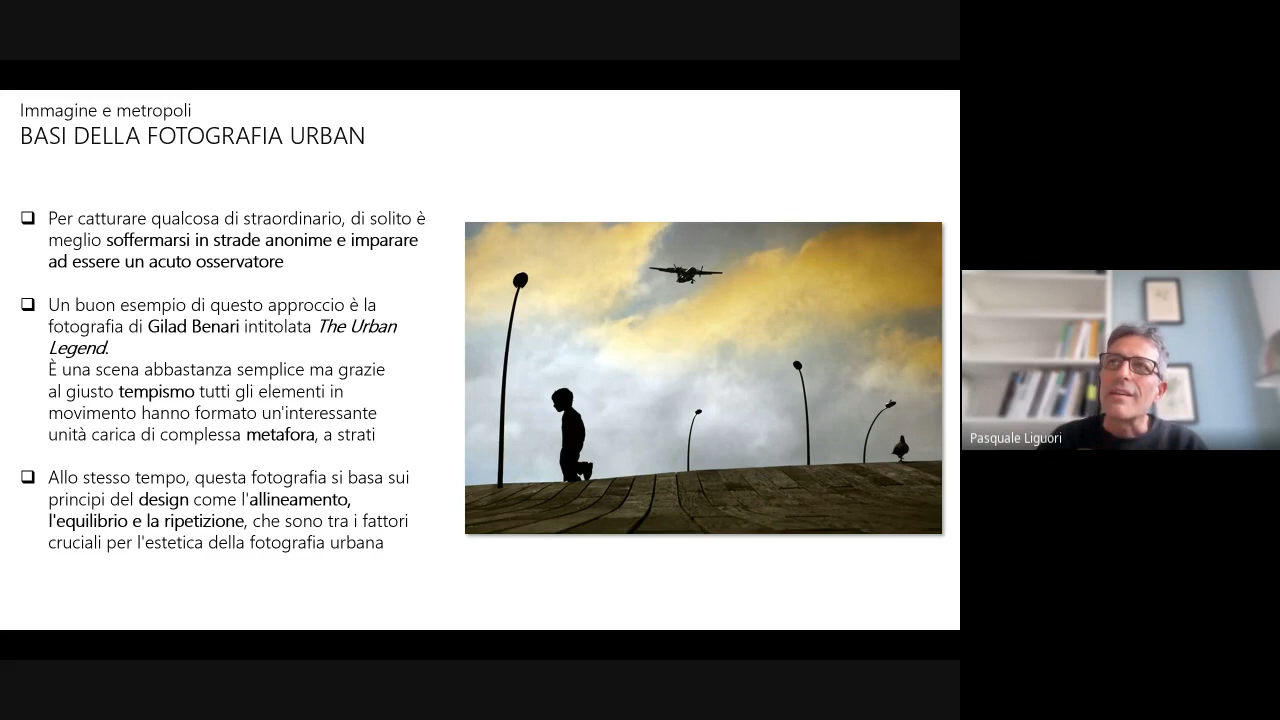 Immagine e metropoli
BASI DELLA FOTOGRAFIA URBAN
Per catturare qualcosa di straordinario, di solito è
meglio soffermarsi in strade anonime e imparare
ad essere un acuto osservatore
Un buon esempio di questo approccio è la
fotografia di Gilad Benari intitolata The Urban
Legend.
È una scena abbastanza semplice ma grazie
al giusto tempismo tutti gli elementi in
movimento hanno formato un'interessante
unità carica di complessa metafora, a strati
Allo stesso tempo, questa fotografia si basa sui
principi del design come l'allineamento,
l'equilibrio e la ripetizione, che sono tra i fattori
cruciali per l'estetica della fotografia urbana
Pasquale Liguori